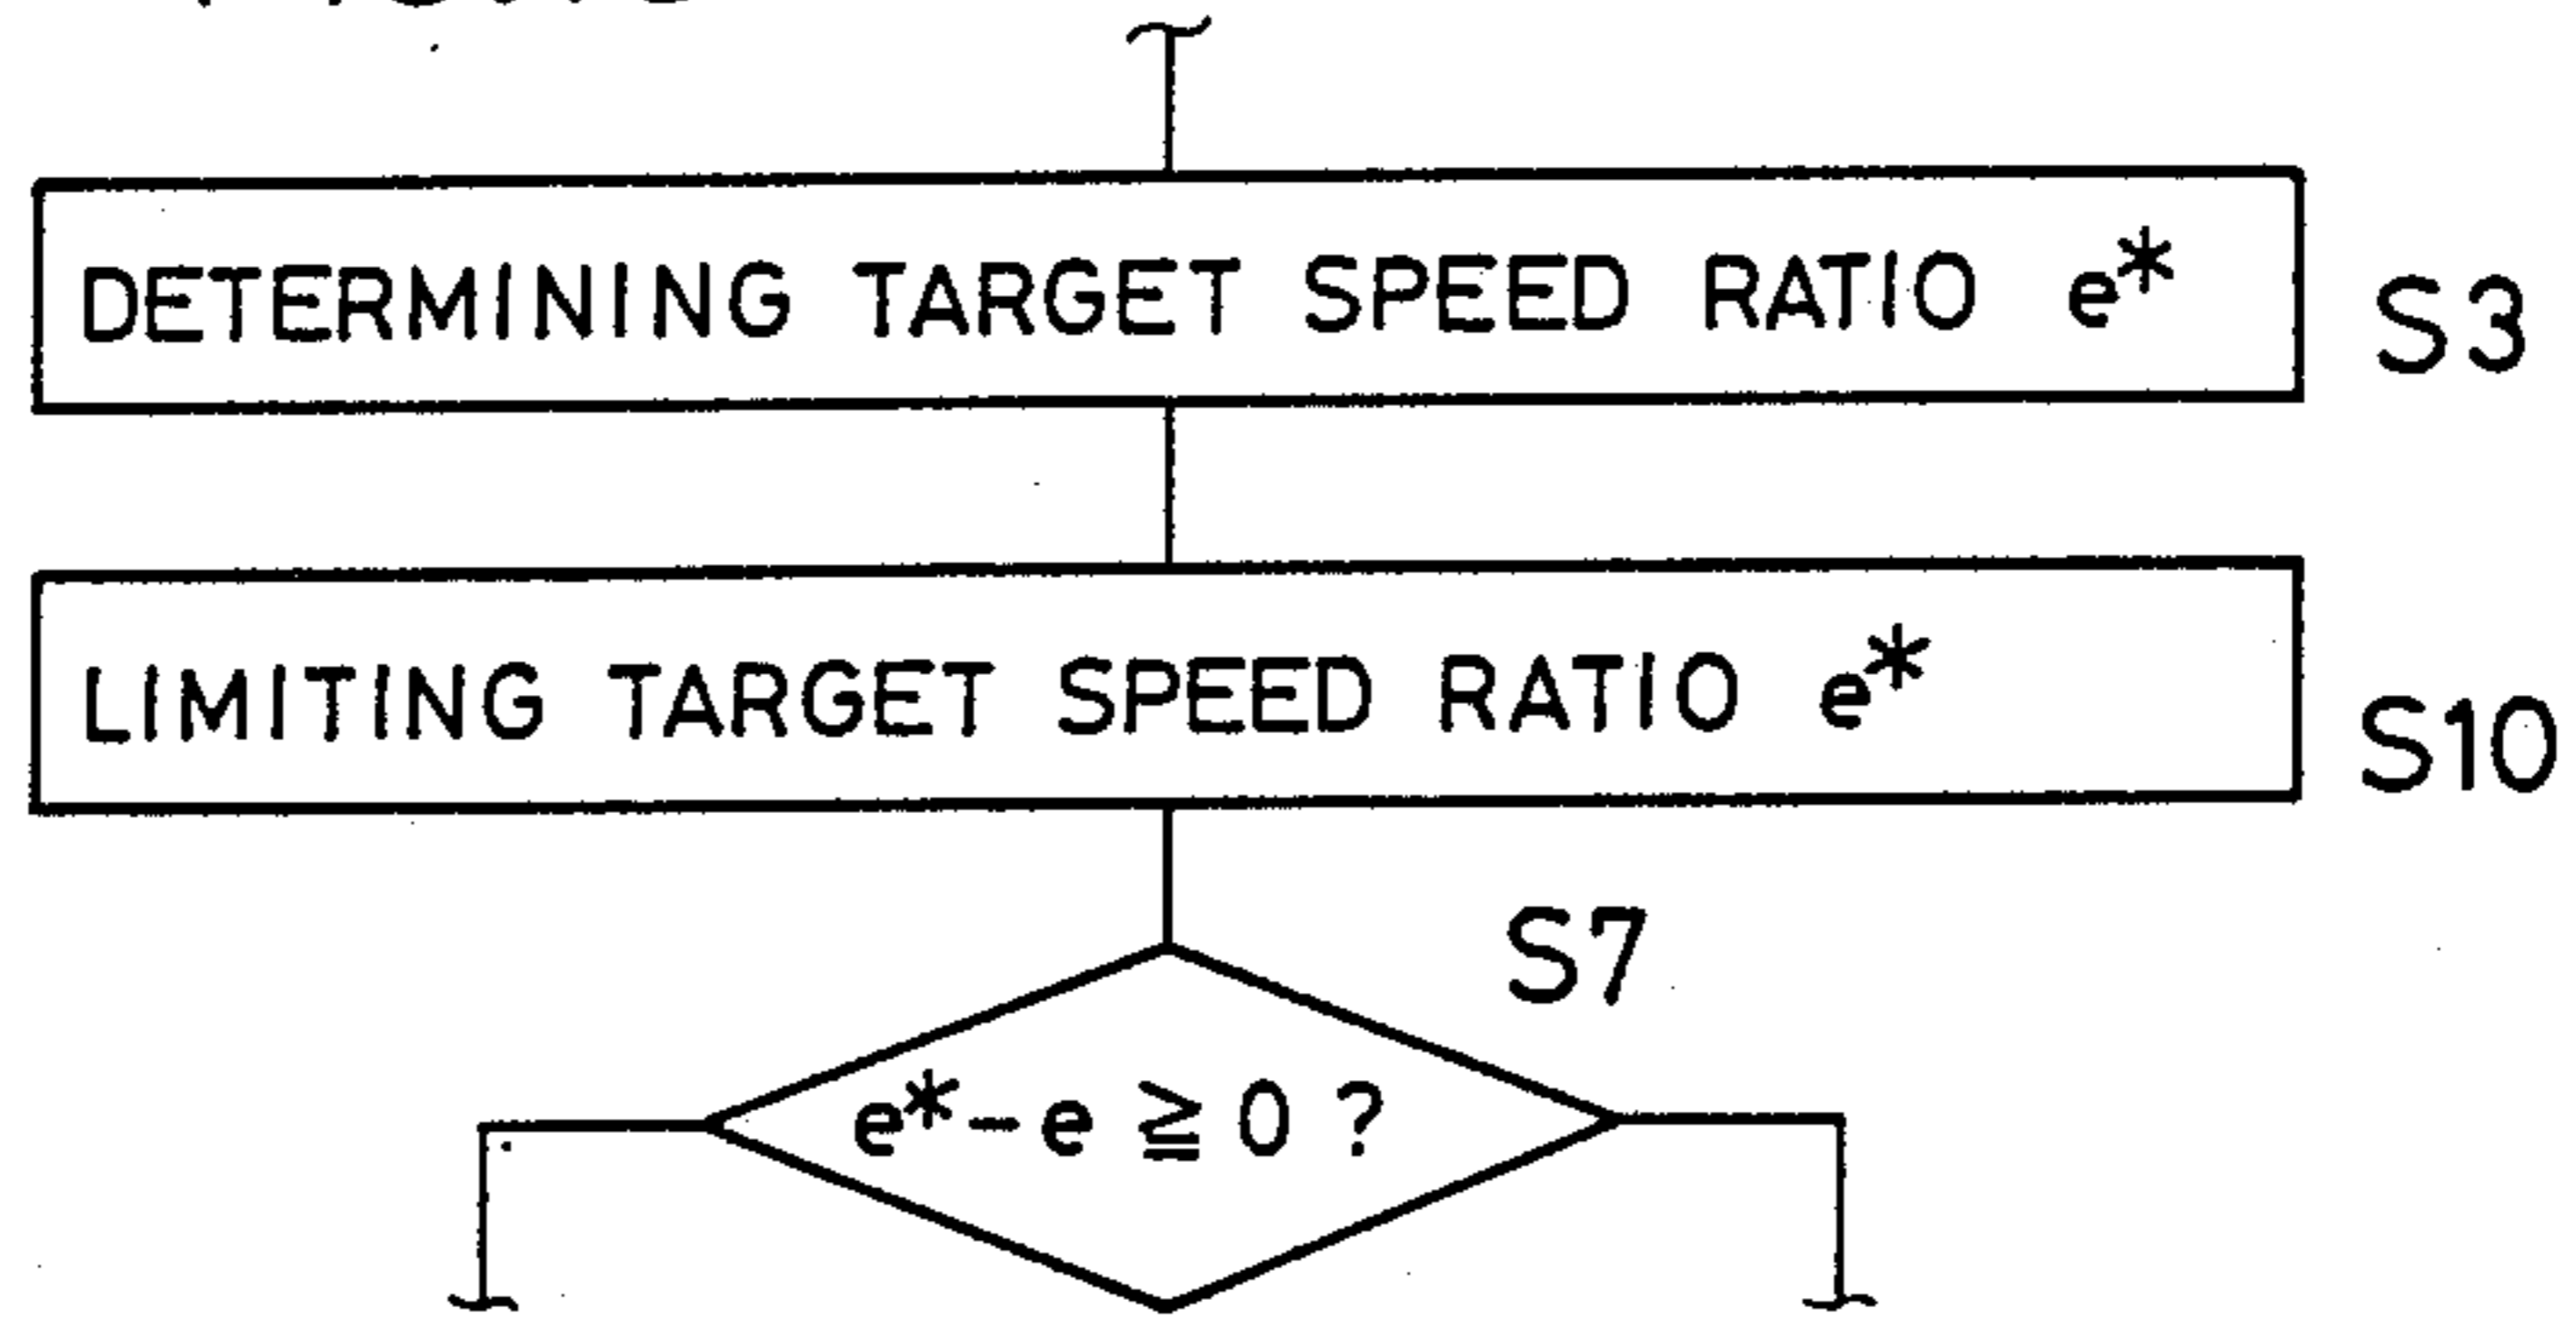 DETERMINING TARGET SPEED RATIO e*
S3
LIMITING TARGET SPEED RATIO e*
S10
S7
e*-e ≧ 0 ?